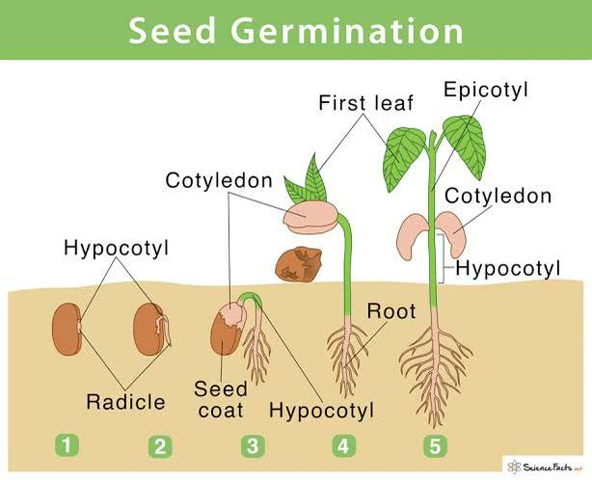 Seed Germination
Epicotyl
First leaf
Cotyledon
Cotyledon
Hypocotyl
Hypocotyl
Root
Radicle
Seed
coat
Hypocotyl
1
2
3
4
5
ScienceFacts.net